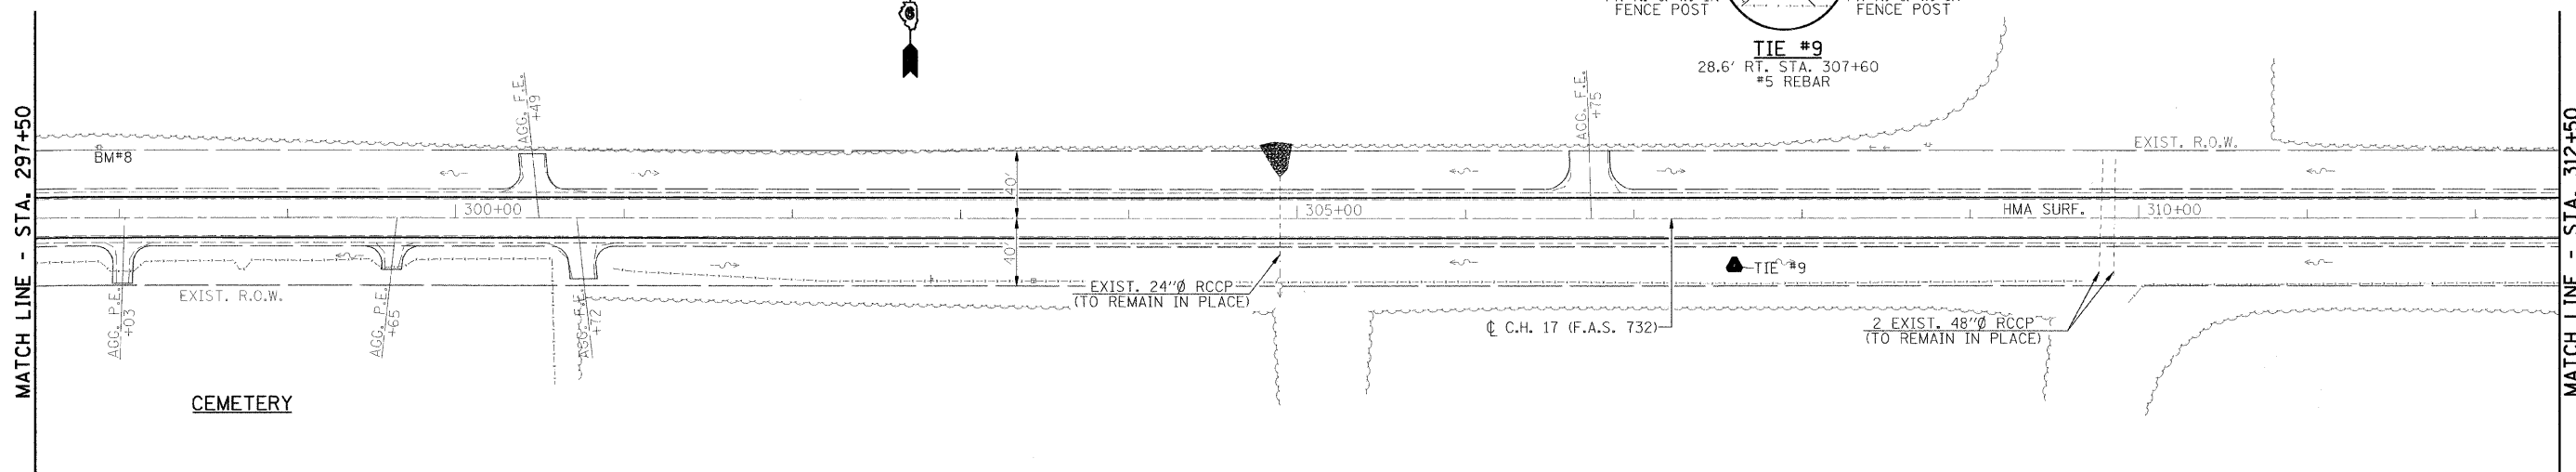 FENCE POST
FENCE POST
TIE #9
28.6' RT. STA. 307+60
#5 REBAR
MATCH LINE - STA. 297+50
MATCH LINE - STA. 312+50
AGG. F.E.
+49
AGG. F.E.
+75
BM#8
EXIST. R.O.W.
40'
300+00
305+00
HMA SURF.
310+00
40'
TIE #9
EXIST. R.O.W.
EXIST. 24"Ø RCCP
(TO REMAIN IN PLACE)
AGG. P.E.
+03
AGG. P.E.
+65
AGG. F.E.
+72
℄ C.H. 17 (F.A.S. 732)
2 EXIST. 48"Ø RCCP
(TO REMAIN IN PLACE)
CEMETERY